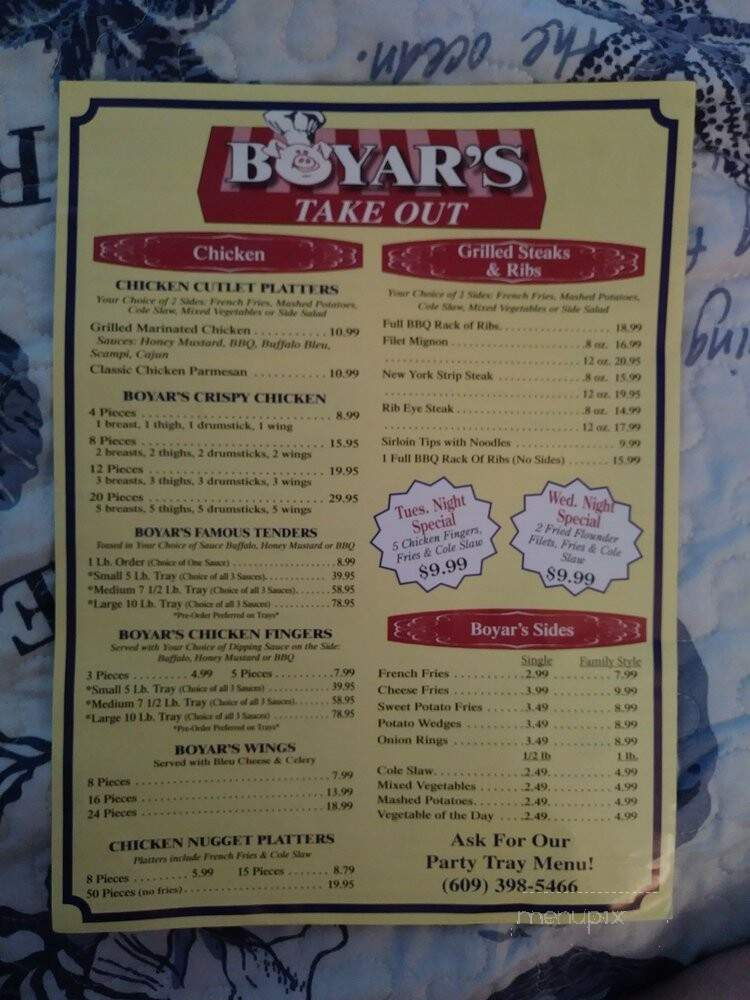 the ocean.
BOYAR'S
TAKE OUT
Chicken
CHICKEN CUTLET PLATTERS
Your Choice of 2 Sides: French Fries, Mashed Potatoes,
Cole Slaw, Mixed Vegetables or Side Salad
Grilled Marinated Chicken 10.99
Sauces: Honey Mustard, BBQ, Buffalo Bleu,
Scampi, Cajun
Classic Chicken Parmesan 10.99
BOYAR'S CRISPY CHICKEN
4 Pieces 8.99
1 breast, 1 thigh, 1 drumstick, 1 wing
8 Pieces 15.95
2 breasts, 2 thighs, 2 drumsticks, 2 wings
12 Pieces 19.95
3 breasts, 3 thighs, 3 drumsticks, 3 wings
20 Pieces 29.95
5 breasts, 5 thighs, 5 drumsticks, 5 wings
BOYAR'S FAMOUS TENDERS
Tossed in Your Choice of Sauce Buffalo, Honey Mustard or BBQ
1 Lb. Order (Choice of One Sauce) 8.99
*Small 5 Lb. Tray (Choice of all 3 Sauces) 39.95
*Medium 7 1/2 Lb. Tray (Choice of all 3 Sauces) 58.95
*Large 10 Lb. Tray (Choice of all 3 Sauces) 78.95
*Pre-Order Preferred on Trays*
BOYAR'S CHICKEN FINGERS
Served with Your Choice of Dipping Sauce on the Side:
Buffalo, Honey Mustard or BBQ
3 Pieces 4.99 5 Pieces 7.99
*Small 5 Lb. Tray (Choice of all 3 Sauces) 39.95
*Medium 7 1/2 Lb. Tray (Choice of all 3 Sauces) 58.95
*Large 10 Lb. Tray (Choice of all 3 Sauces) 78.95
*Pre-Order Preferred on Trays*
BOYAR'S WINGS
Served with Bleu Cheese & Celery
8 Pieces 7.99
16 Pieces 13.99
24 Pieces 18.99
CHICKEN NUGGET PLATTERS
Platters include French Fries & Cole Slaw
8 Pieces 5.99 15 Pieces 8.79
50 Pieces (no fries) 19.95
Grilled Steaks
& Ribs
Your Choice of 2 Sides: French Fries, Mashed Potatoes,
Cole Slaw, Mixed Vegetables or Side Salad
Full BBQ Rack of Ribs 18.99
Filet Mignon 8 oz. 16.99
12 oz. 20.95
New York Strip Steak 8 oz. 15.99
12 oz. 19.95
Rib Eye Steak 8 oz. 14.99
12 oz. 17.99
Sirloin Tips with Noodles 9.99
1 Full BBQ Rack Of Ribs (No Sides) 15.99
Tues. Night
Special
5 Chicken Fingers,
Fries & Cole Slaw
$9.99
Wed. Night
Special
2 Fried Flounder
Filets, Fries & Cole
Slaw
$9.99
Boyar's Sides
Single Family Style
French Fries 2.99 7.99
Cheese Fries 3.99 9.99
Sweet Potato Fries 3.49 8.99
Potato Wedges 3.49 8.99
Onion Rings 3.49 8.99
1/2 lb 1 lb.
Cole Slaw 2.49 4.99
Mixed Vegetables 2.49 4.99
Mashed Potatoes 2.49 4.99
Vegetable of the Day 2.49 4.99
Ask For Our
Party Tray Menu!
(609) 398-5466
menupix